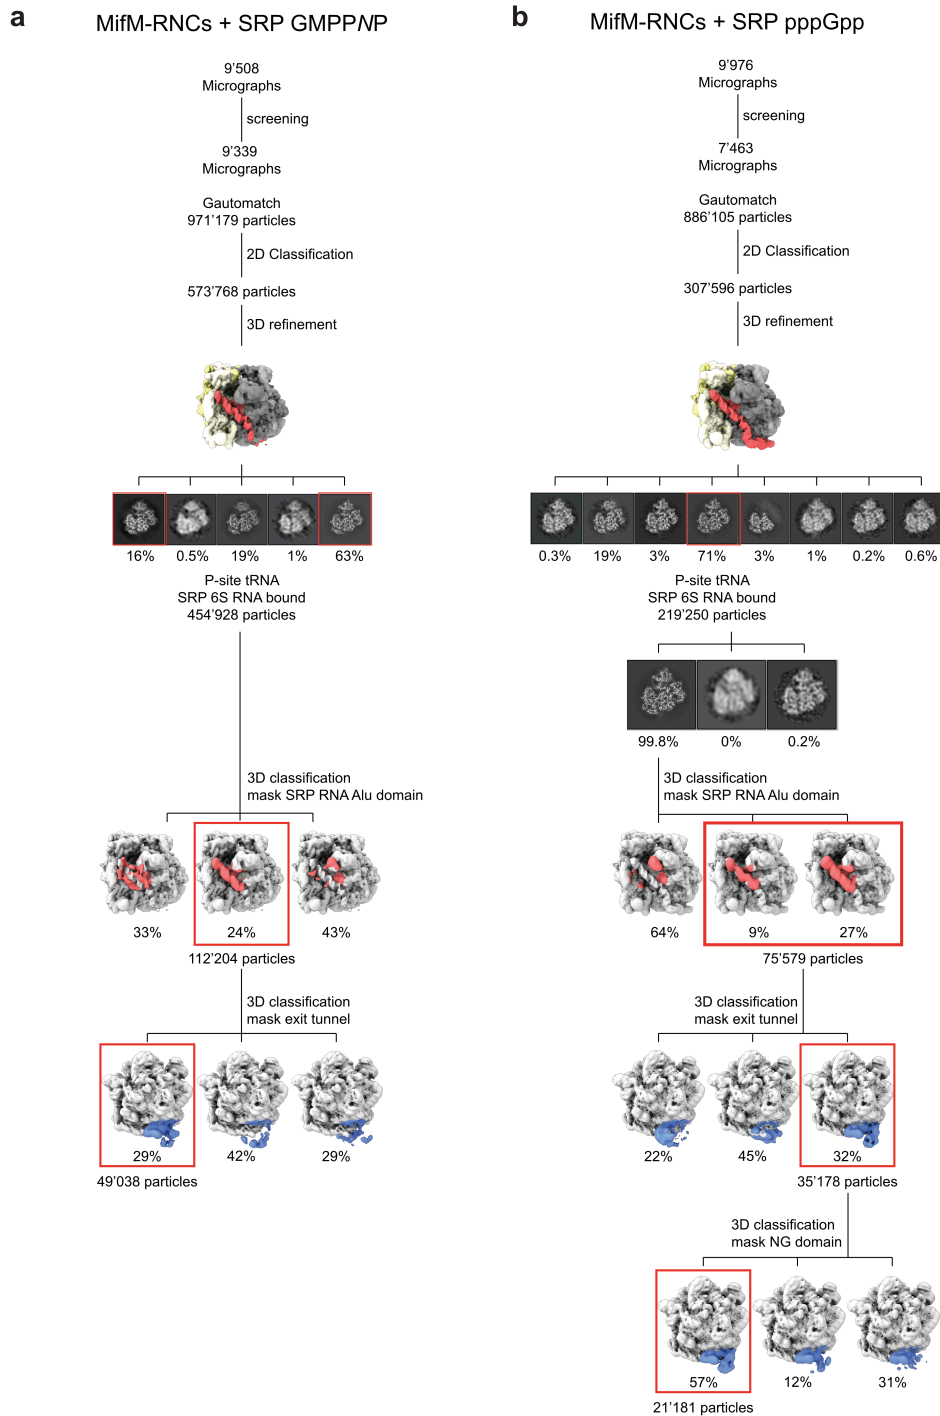 a
MifM-RNCs + SRP GMPPNP
9’508
Micrographs
screening
9’339
Micrographs
Gautomatch
971’179 particles
2D Classification
573’768 particles
3D refinement
16%
0.5%
19%
1%
63%
P-site tRNA
SRP 6S RNA bound
454’928 particles
3D classification
mask SRP RNA Alu domain
33%
24%
43%
112’204 particles
3D classification
mask exit tunnel
29%
42%
29%
49’038 particles
b
MifM-RNCs + SRP pppGpp
9’976
Micrographs
screening
7’463
Micrographs
Gautomatch
886’105 particles
2D Classification
307’596 particles
3D refinement
0.3%
19%
3%
71%
3%
1%
0.2%
0.6%
P-site tRNA
SRP 6S RNA bound
219’250 particles
99.8%
0%
0.2%
3D classification
mask SRP RNA Alu domain
64%
9%
27%
75’579 particles
3D classification
mask exit tunnel
22%
45%
32%
35’178 particles
3D classification
mask NG domain
57%
12%
31%
21’181 particles